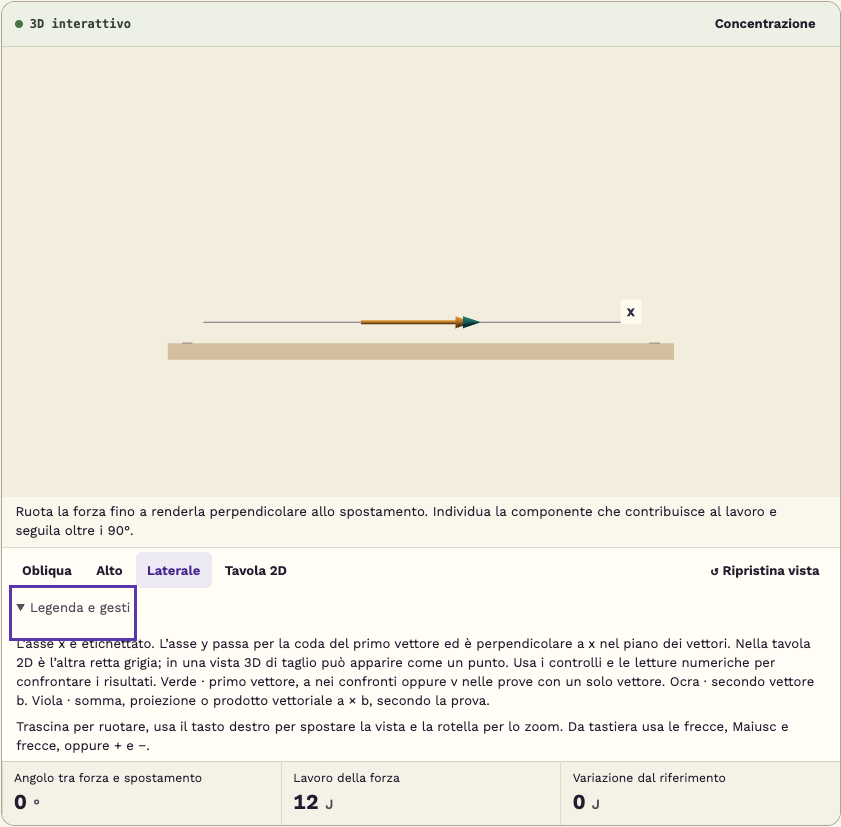 3D interattivo
Concentrazione
x
Ruota la forza fino a renderla perpendicolare allo spostamento. Individua la componente che contribuisce al lavoro e
seguila oltre i 90°.
Obliqua Alto Laterale Tavola 2D ↺ Ripristina vista
▼ Legenda e gesti
L’asse x è etichettato. L’asse y passa per la coda del primo vettore ed è perpendicolare a x nel piano dei vettori. Nella tavola
2D è l’altra retta grigia; in una vista 3D di taglio può apparire come un punto. Usa i controlli e le letture numeriche per
confrontare i risultati. Verde · primo vettore, a nei confronti oppure v nelle prove con un solo vettore. Ocra · secondo vettore
b. Viola · somma, proiezione o prodotto vettoriale a × b, secondo la prova.
Trascina per ruotare, usa il tasto destro per spostare la vista e la rotella per lo zoom. Da tastiera usa le frecce, Maiusc e
frecce, oppure + e −.
Angolo tra forza e spostamento
0 °
Lavoro della forza
12 J
Variazione dal riferimento
0 J